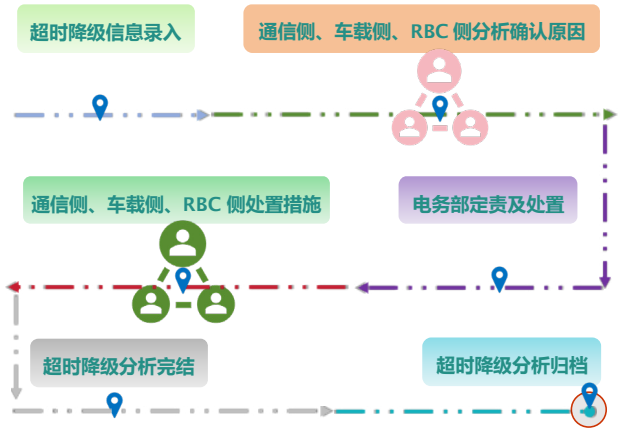 超时降级信息录入
通信侧、车载侧、RBC 侧分析确认原因
通信侧、车载侧、RBC 侧处置措施
电务部定责及处置
超时降级分析完结
超时降级分析归档